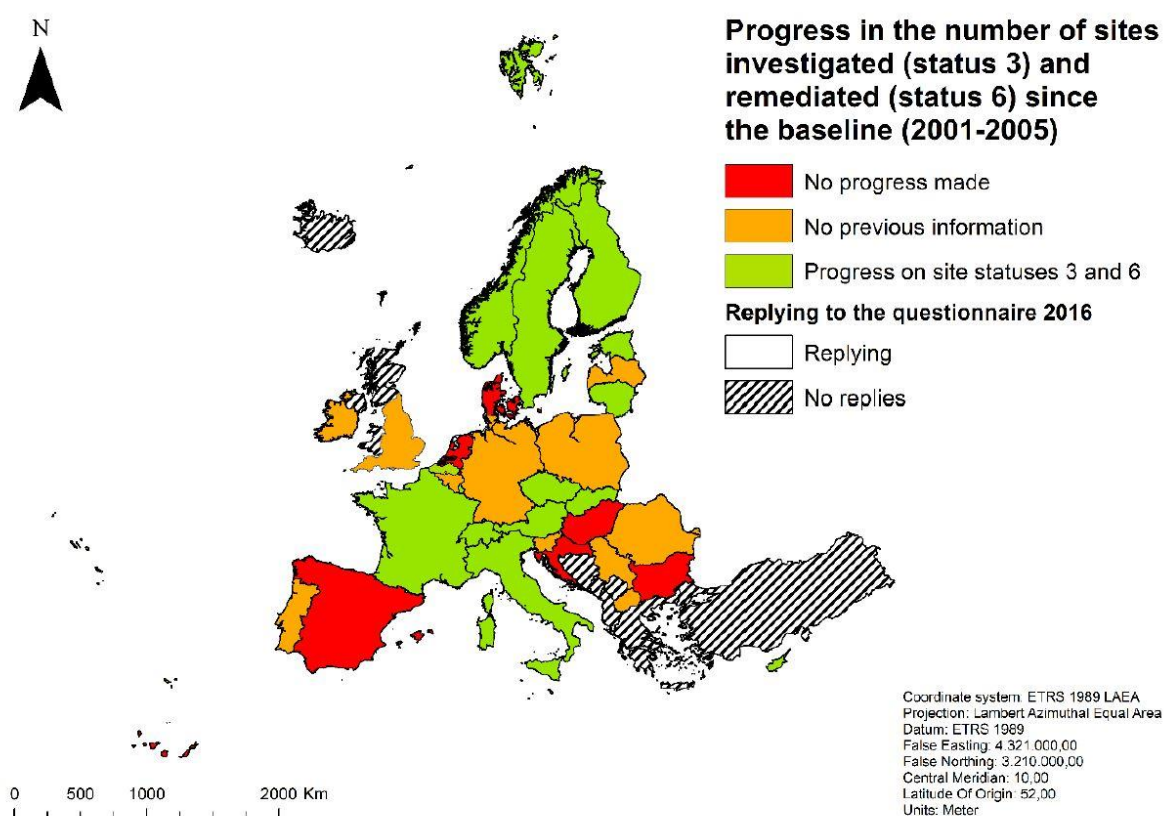 N
Progress in the number of sites
investigated (status 3) and
remediated (status 6) since
the baseline (2001-2005)
No progress made
No previous information
Progress on site statuses 3 and 6
Replying to the questionnaire 2016
Replying
No replies
Coordinate system: ETRS 1989 LAEA
Projection: Lambert Azimuthal Equal Area
Datum: ETRS 1989
False Easting: 4.321.000,00
False Northing: 3.210.000,00
Central Meridian: 10,00
Latitude Of Origin: 52,00
Units: Meter
0 500 1000 2000 Km